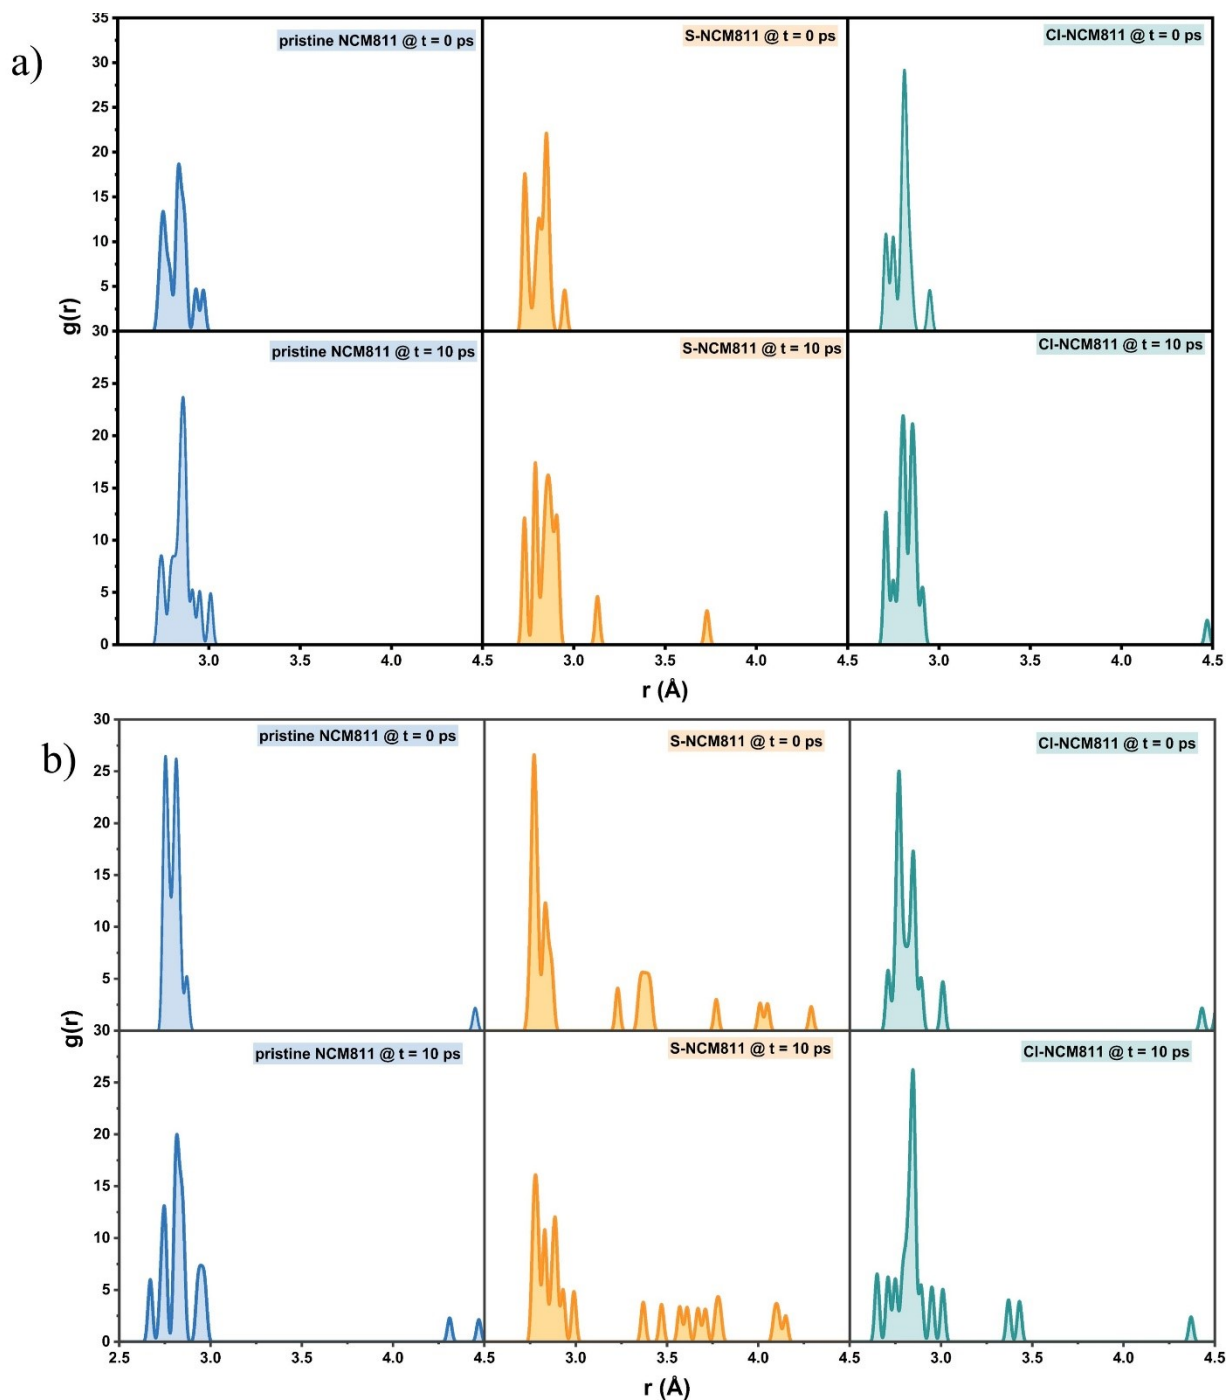 a)
35
30
25
20
15
10
5
30
25
20
15
10
5
0
g(r)
pristine NCM811 @ t = 0 ps
S-NCM811 @ t = 0 ps
Cl-NCM811 @ t = 0 ps
pristine NCM811 @ t = 10 ps
S-NCM811 @ t = 10 ps
Cl-NCM811 @ t = 10 ps
3.0 3.5 4.0 4.5 3.0 3.5 4.0 4.5 3.0 3.5 4.0 4.5
r (Å)
b)
30
25
20
15
10
5
30
25
20
15
10
5
0
g(r)
pristine NCM811 @ t = 0 ps
S-NCM811 @ t = 0 ps
Cl-NCM811 @ t = 0 ps
pristine NCM811 @ t = 10 ps
S-NCM811 @ t = 10 ps
Cl-NCM811 @ t = 10 ps
2.5 3.0 3.5 4.0 4.5 3.0 3.5 4.0 4.5 3.0 3.5 4.0 4.5
r (Å)